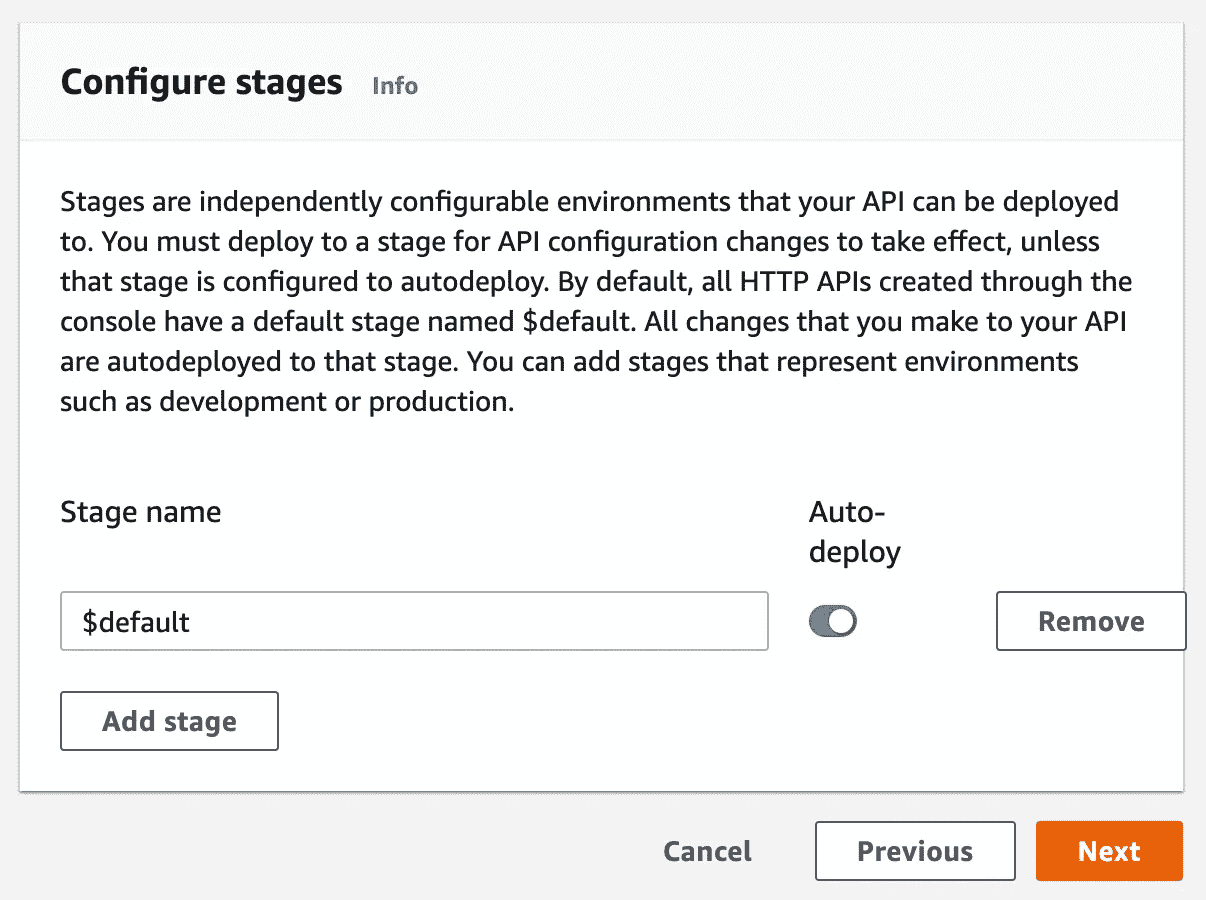 Configure stages Info
Stages are independently configurable environments that your API can be deployed
to. You must deploy to a stage for API configuration changes to take effect, unless
that stage is configured to autodeploy. By default, all HTTP APIs created through the
console have a default stage named $default. All changes that you make to your API
are autodeployed to that stage. You can add stages that represent environments
such as development or production.
Stage name
Auto-
deploy
$default
Remove
Add stage
Cancel
Previous
Next